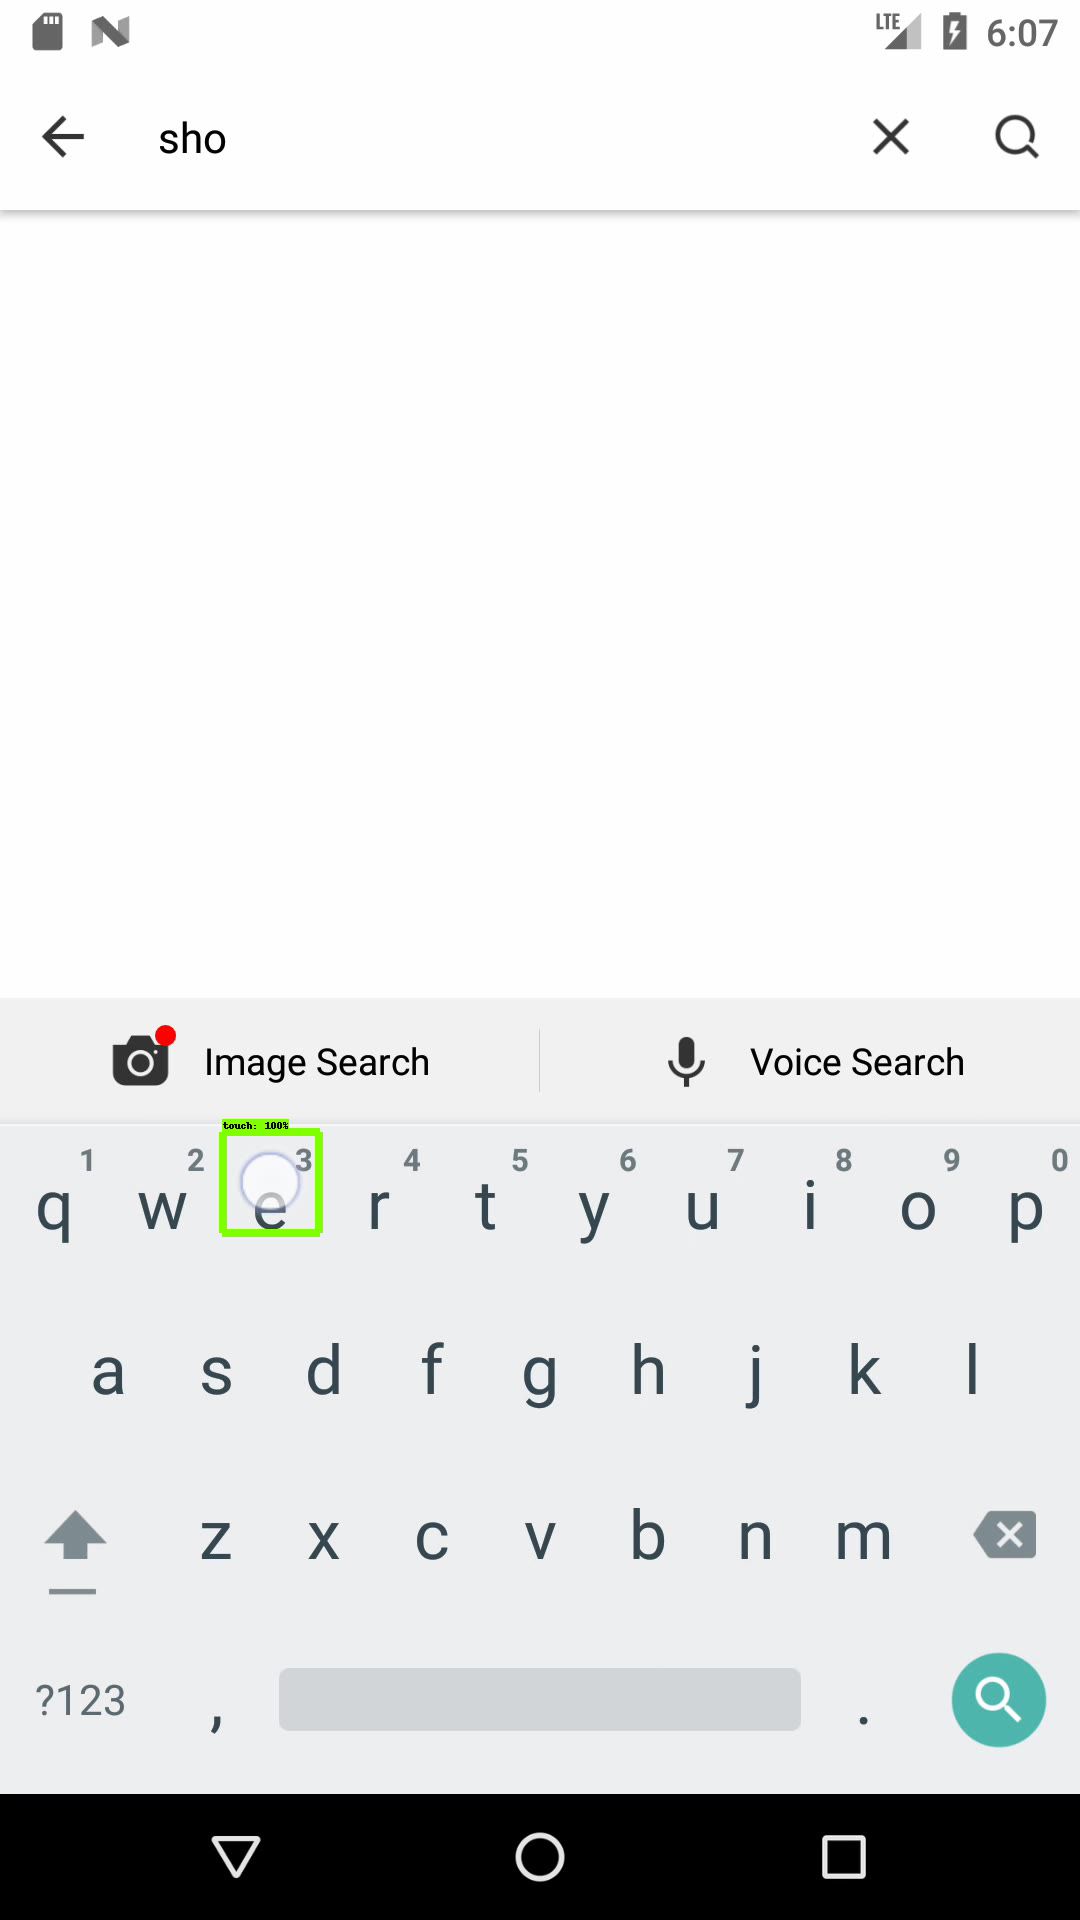 LTE 6:07
sho
Image Search Voice Search
touch: 100%
1 2 3 4 5 6 7 8 9 0
q w e r t y u i o p
a s d f g h j k l
z x c v b n m
?123 , .